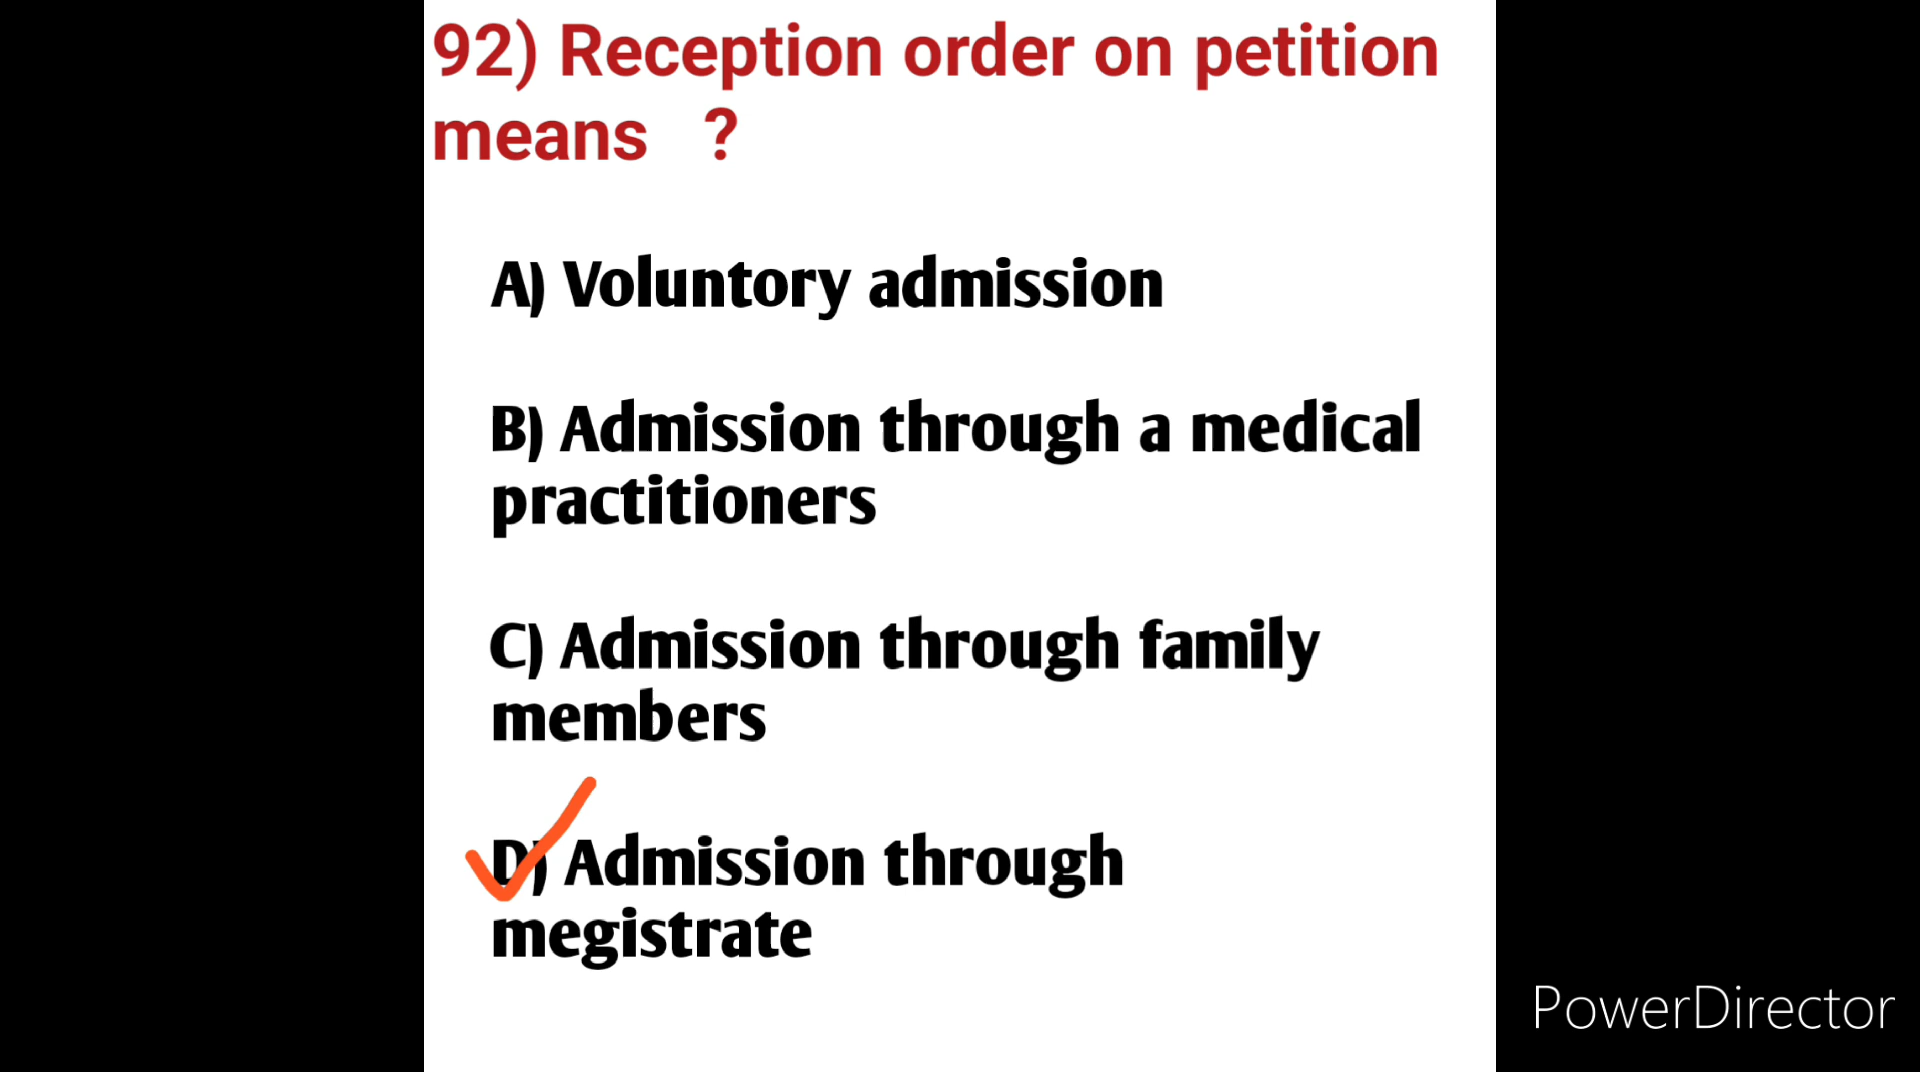 92) Reception order on petition
means ?
A) Voluntory admission
B) Admission through a medical
practitioners
C) Admission through family
members
D) Admission through
megistrate
PowerDirector